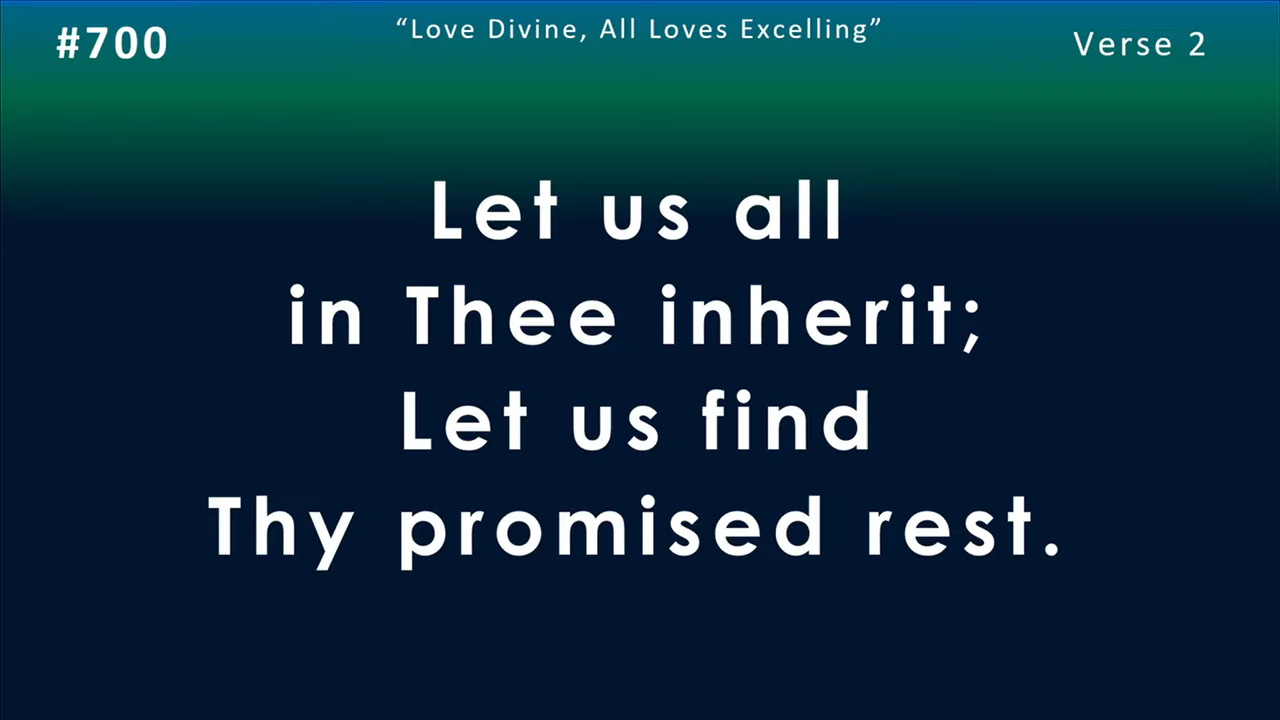 #700
“Love Divine, All Loves Excelling”
Verse 2
Let us all
in Thee inherit;
Let us find
Thy promised rest.